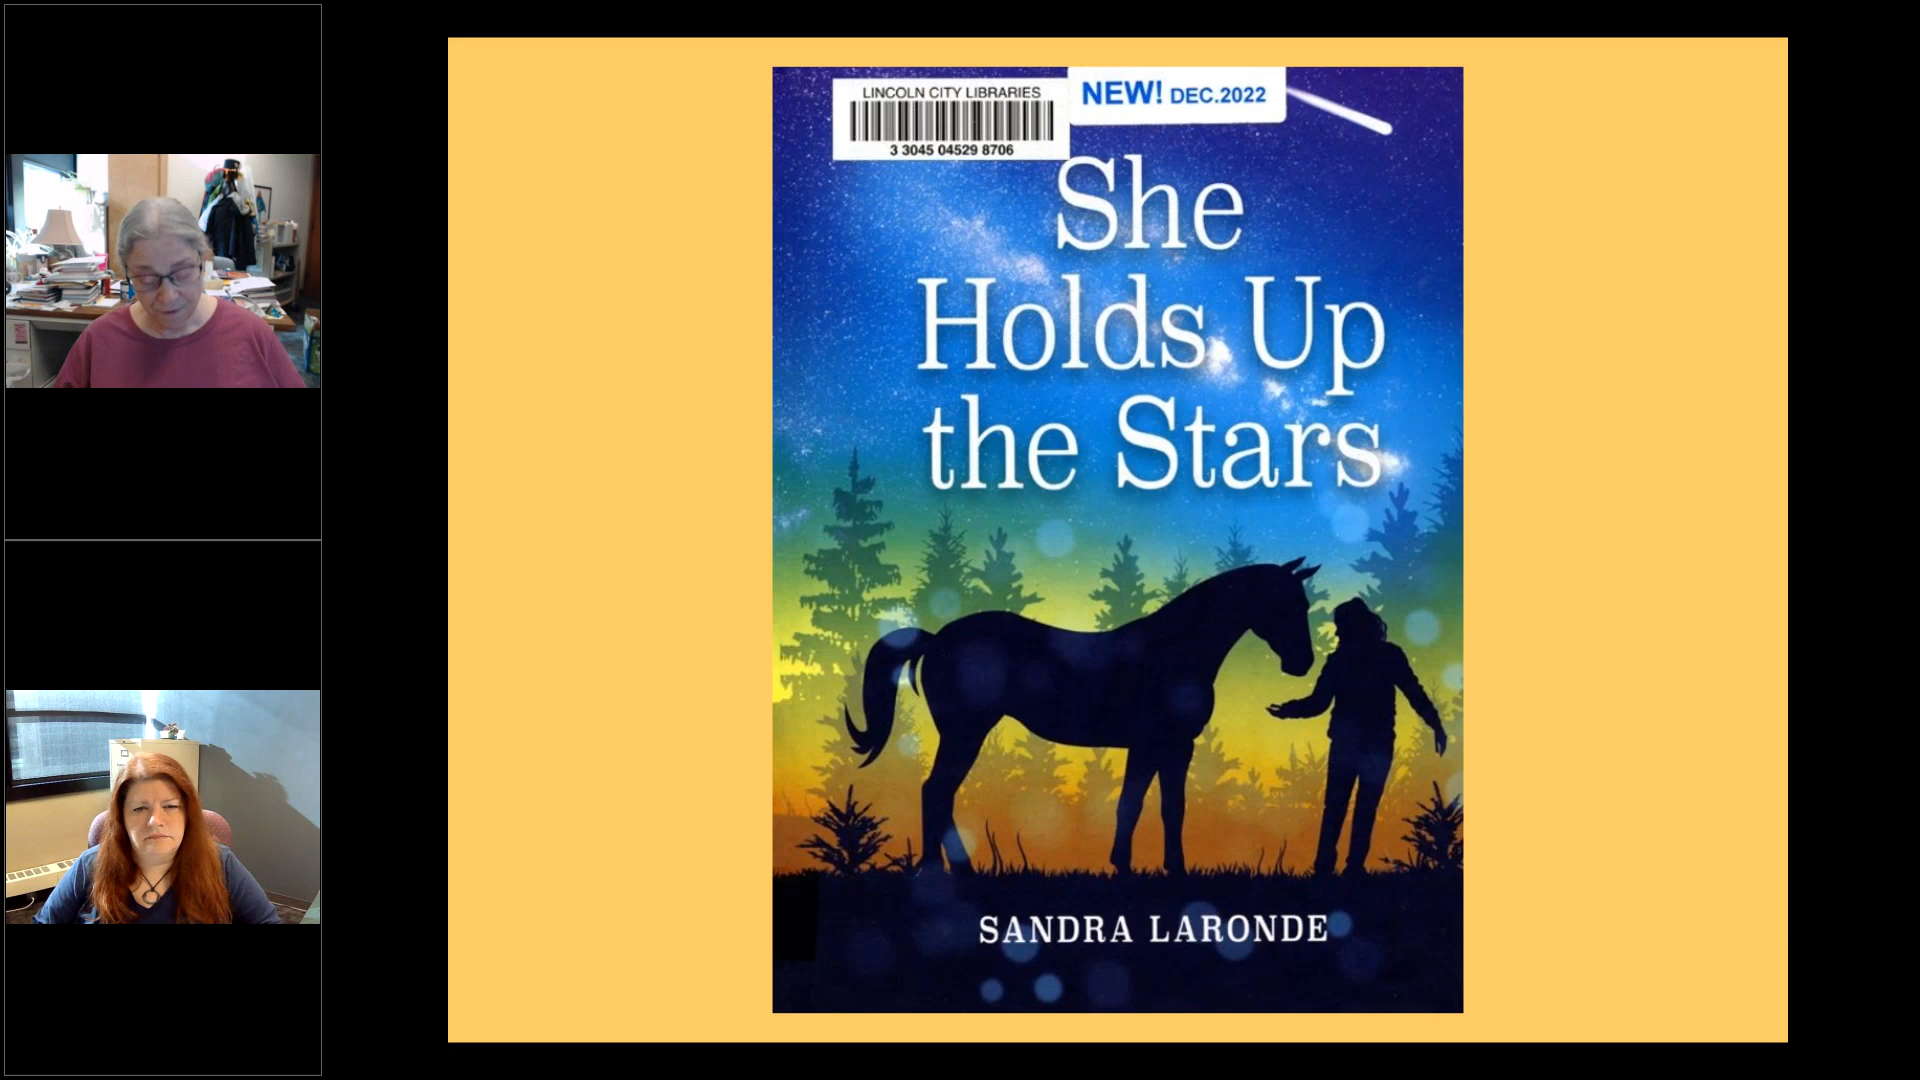 LINCOLN CITY LIBRARIES
3 3045 04529 8706
NEW! DEC.2022
She
Holds Up
the Stars
SANDRA LARONDE